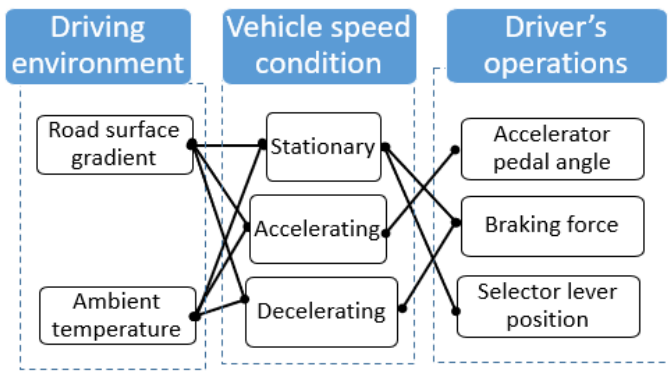 Driving
environment
Vehicle speed
condition
Driver's
operations
Road surface
gradient
Ambient
temperature
Stationary
Accelerating
Decelerating
Accelerator
pedal angle
Braking force
Selector lever
position